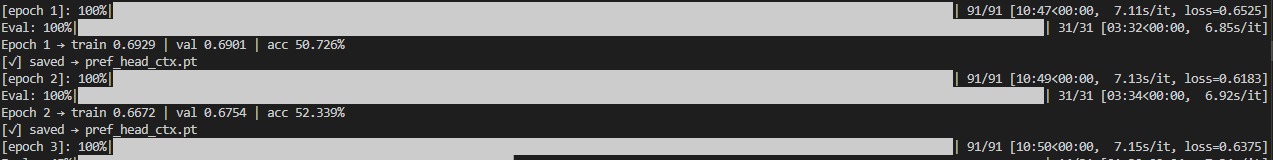 [epoch 1]: 100%| | 91/91 [10:47<00:00, 7.11s/it, loss=0.6525]
Eval: 100%| | 31/31 [03:32<00:00, 6.85s/it]
Epoch 1 → train 0.6929 | val 0.6901 | acc 50.726%
[✓] saved → pref_head_ctx.pt
[epoch 2]: 100%| | 91/91 [10:49<00:00, 7.13s/it, loss=0.6183]
Eval: 100%| | 31/31 [03:34<00:00, 6.92s/it]
Epoch 2 → train 0.6672 | val 0.6754 | acc 52.339%
[✓] saved → pref_head_ctx.pt
[epoch 3]: 100%| | 91/91 [10:50<00:00, 7.15s/it, loss=0.6375]